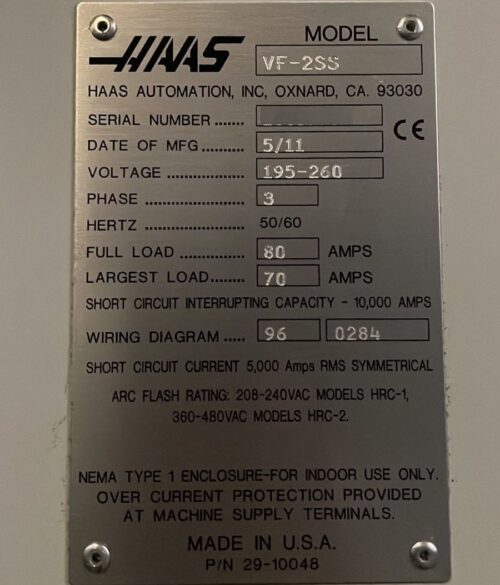 MODEL
HAAS VF-2SS
HAAS AUTOMATION, INC, OXNARD, CA. 93030
SERIAL NUMBER .......
DATE OF MFG .......... 5/11
CE
VOLTAGE ................. 195-260
PHASE ...................... 3
HERTZ ...................... 50/60
FULL LOAD .............. 80 AMPS
LARGEST LOAD....... 70 AMPS
SHORT CIRCUIT INTERRUPTING CAPACITY - 10,000 AMPS
WIRING DIAGRAM ..... 96 0284
SHORT CIRCUIT CURRENT 5,000 Amps RMS SYMMETRICAL
ARC FLASH RATING: 208-240VAC MODELS HRC-1,
360-480VAC MODELS HRC-2.
NEMA TYPE 1 ENCLOSURE-FOR INDOOR USE ONLY.
OVER CURRENT PROTECTION PROVIDED
AT MACHINE SUPPLY TERMINALS.
MADE IN U.S.A.
P/N 29-10048